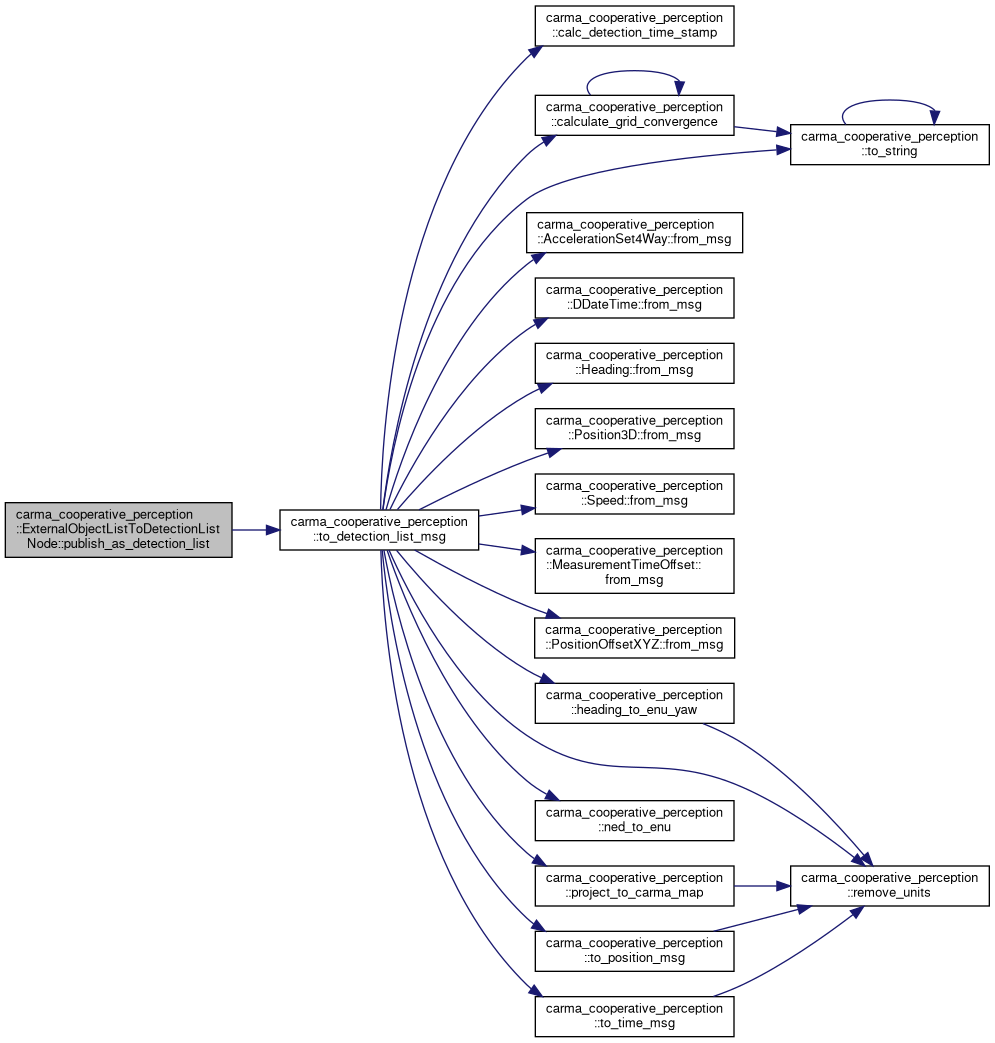 carma_cooperative_perception
::calc_detection_time_stamp
carma_cooperative_perception
::calculate_grid_convergence
carma_cooperative_perception
::to_string
carma_cooperative_perception
::AccelerationSet4Way::from_msg
carma_cooperative_perception
::DDateTime::from_msg
carma_cooperative_perception
::Heading::from_msg
carma_cooperative_perception
::Position3D::from_msg
carma_cooperative_perception
::Speed::from_msg
carma_cooperative_perception
::ExternalObjectListToDetectionList
Node::publish_as_detection_list
carma_cooperative_perception
::to_detection_list_msg
carma_cooperative_perception
::MeasurementTimeOffset::
from_msg
carma_cooperative_perception
::PositionOffsetXYZ::from_msg
carma_cooperative_perception
::heading_to_enu_yaw
carma_cooperative_perception
::ned_to_enu
carma_cooperative_perception
::project_to_carma_map
carma_cooperative_perception
::remove_units
carma_cooperative_perception
::to_position_msg
carma_cooperative_perception
::to_time_msg